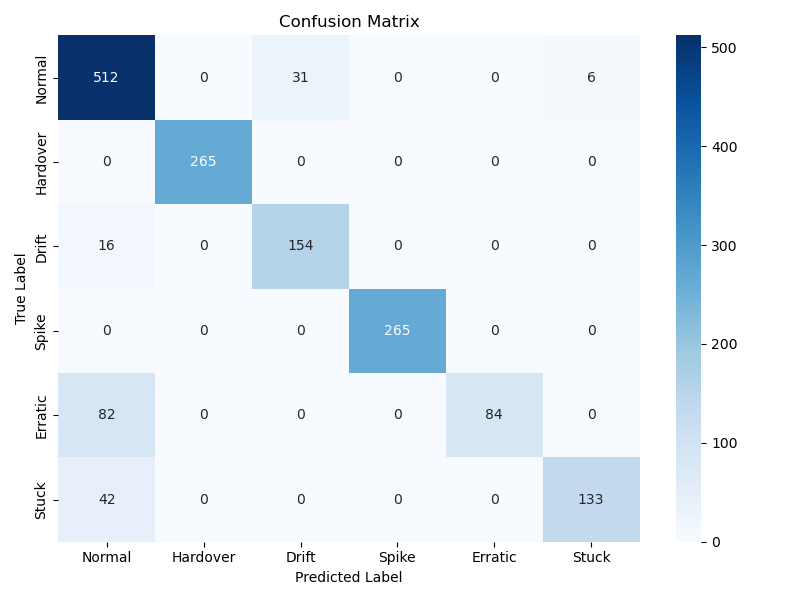 Confusion Matrix
True Label
Normal 512 0 31 0 0 6
Hardover 0 265 0 0 0 0
Drift 16 0 154 0 0 0
Spike 0 0 0 265 0 0
Erratic 82 0 0 0 84 0
Stuck 42 0 0 0 0 133
Normal Hardover Drift Spike Erratic Stuck
Predicted Label
500
400
300
200
100
0